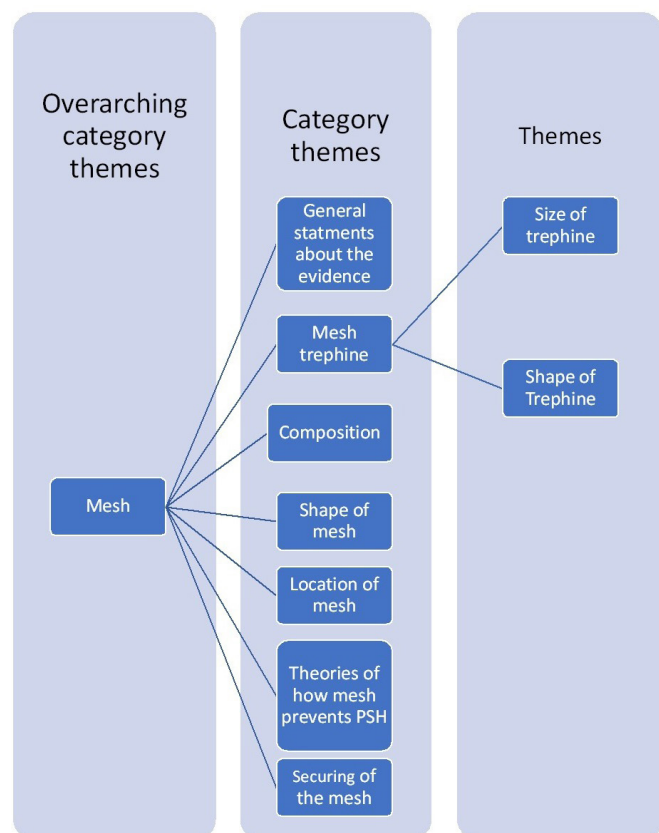 Overarching
category
themes
Category
themes
Themes
General
statments
about the
evidence
Mesh
trephine
Composition
Shape of
mesh
Location of
mesh
Theories of
how mesh
prevents PSH
Securing of
the mesh
Mesh
Size of
trephine
Shape of
Trephine